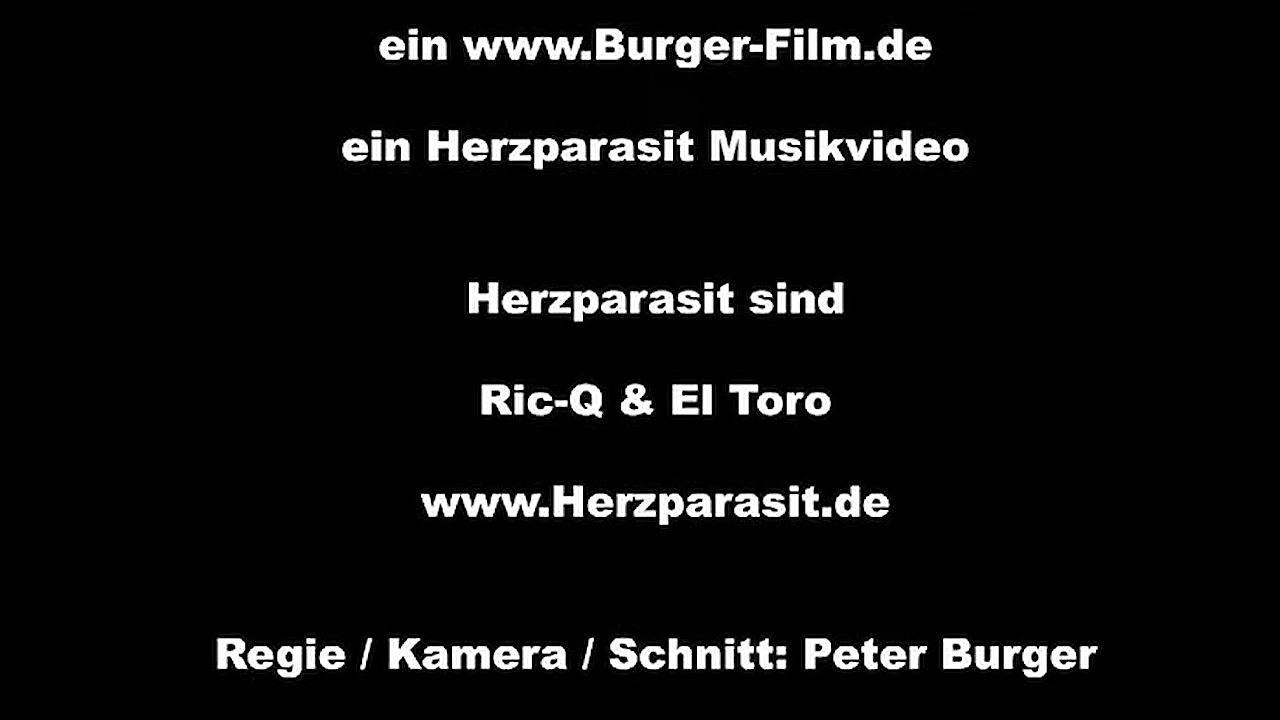 ein www.Burger-Film.de
ein Herzparasit Musikvideo
Herzparasit sind
Ric-Q & El Toro
www.Herzparasit.de
Regie / Kamera / Schnitt: Peter Burger